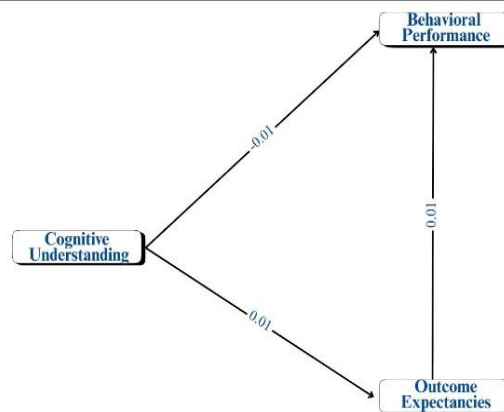 Behavioral
Performance
-0.01
0.01
Cognitive
Understanding
0.01
Outcome
Expectancies